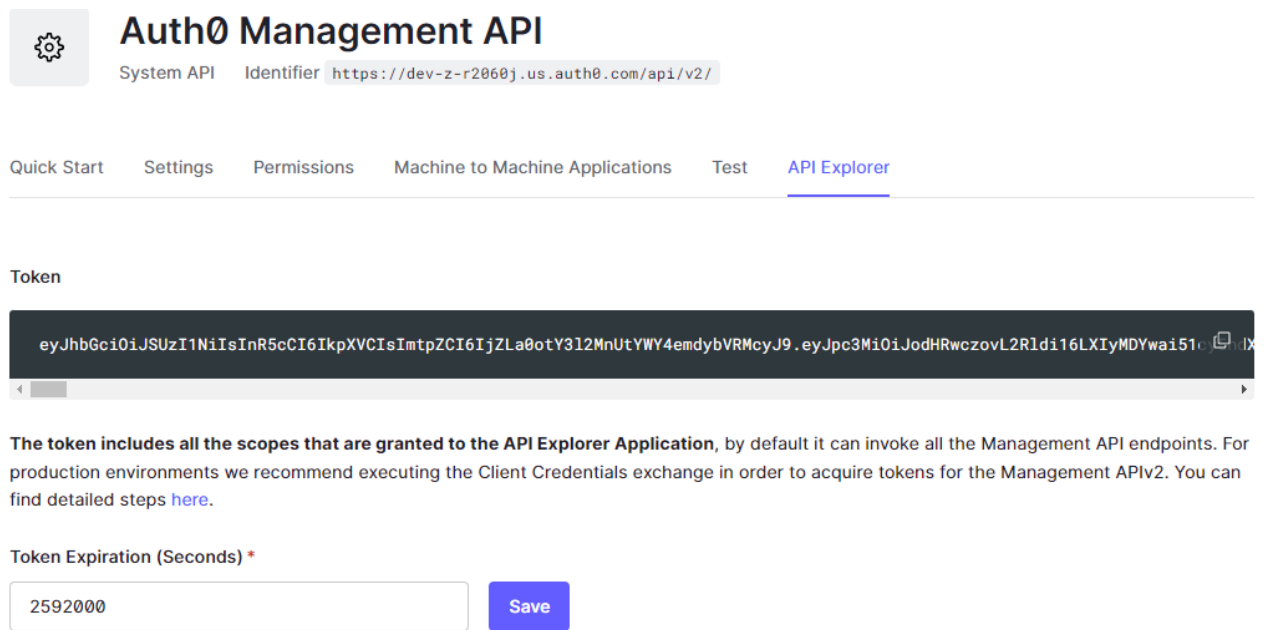 Auth0 Management API
System API Identifier https://dev-z-r2060j.us.auth0.com/api/v2/
Quick Start Settings Permissions Machine to Machine Applications Test API Explorer
Token
eyJhbGciOiJSUzI1NiIsInR5cCI6IkpXVCIsImtpZCI6IjZLa0otY3l2MnUtYWY4emdybVRMcyJ9.eyJpc3MiOiJodHRwczovL2Rldi16LXIyMDYwai51
The token includes all the scopes that are granted to the API Explorer Application, by default it can invoke all the Management API endpoints. For
production environments we recommend executing the Client Credentials exchange in order to acquire tokens for the Management APIv2. You can
find detailed steps here.
Token Expiration (Seconds) *
2592000 Save